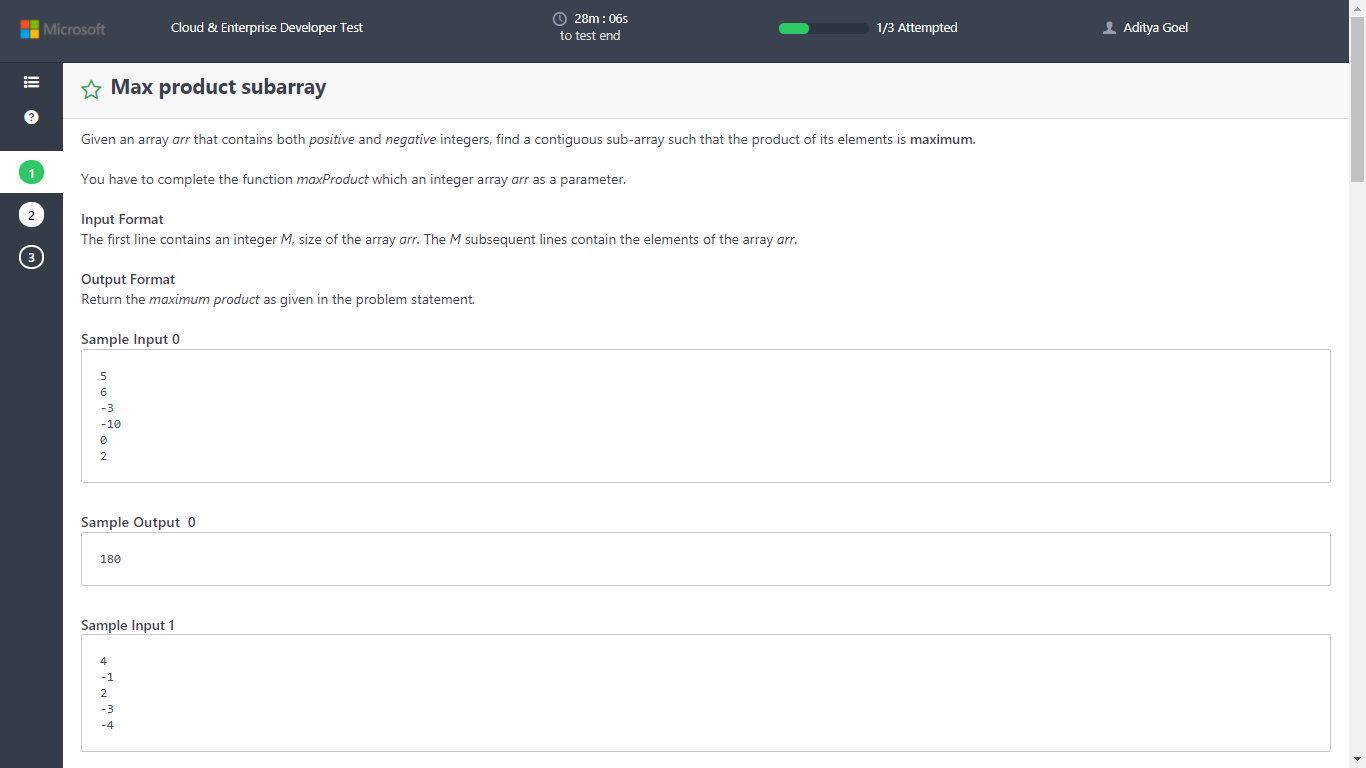 Microsoft
Cloud & Enterprise Developer Test
28m : 06s
to test end
1/3 Attempted
Aditya Goel
?
1
2
3
Max product subarray
Given an array arr that contains both positive and negative integers, find a contiguous sub-array such that the product of its elements is maximum.
You have to complete the function maxProduct which an integer array arr as a parameter.
Input Format
The first line contains an integer M, size of the array arr. The M subsequent lines contain the elements of the array arr.
Output Format
Return the maximum product as given in the problem statement.
Sample Input 0
5
6
-3
-10
0
2
Sample Output 0
180
Sample Input 1
4
-1
2
-3
-4